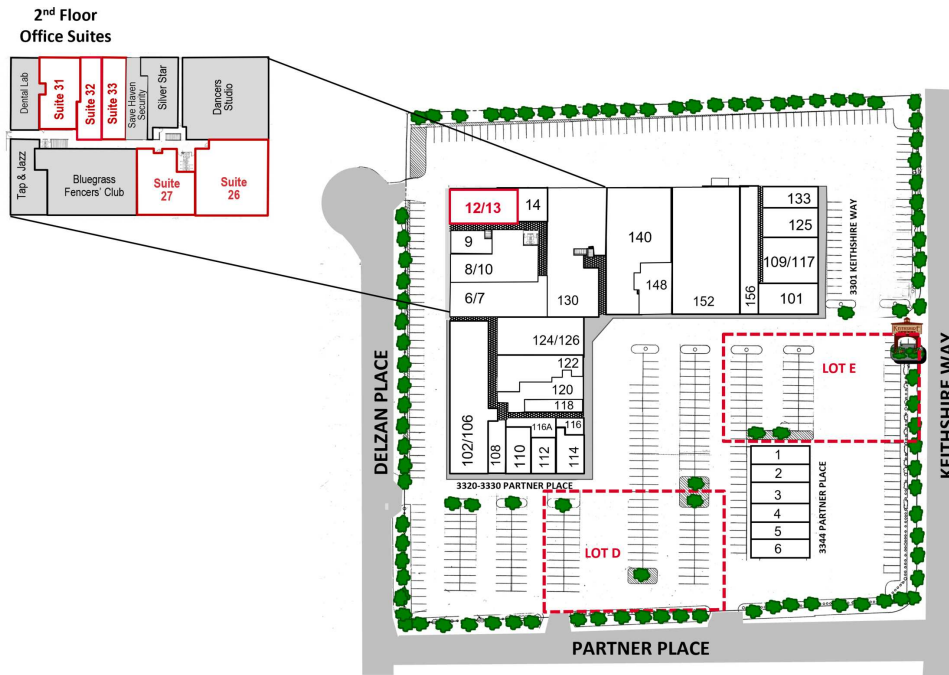 2nd Floor
Office Suites
Dental Lab
Suite 31
Suite 32
Suite 33
Save Haven
Security
Silver Star
Dancers
Studio
Tap & Jazz
Bluegrass
Fencers' Club
Suite
27
Suite
26
12/13
14
9
8/10
6/7
130
140
148
152
156
133
125
109/117
101
3301 KEITHSHIRE WAY
124/126
122
120
118
116A
116
102/106
108
110
112
114
3320-3330 PARTNER PLACE
LOT E
1
2
3
4
5
6
3344 PARTNER PLACE
LOT D
DELZAN PLACE
KEITHSHIRE WAY
PARTNER PLACE